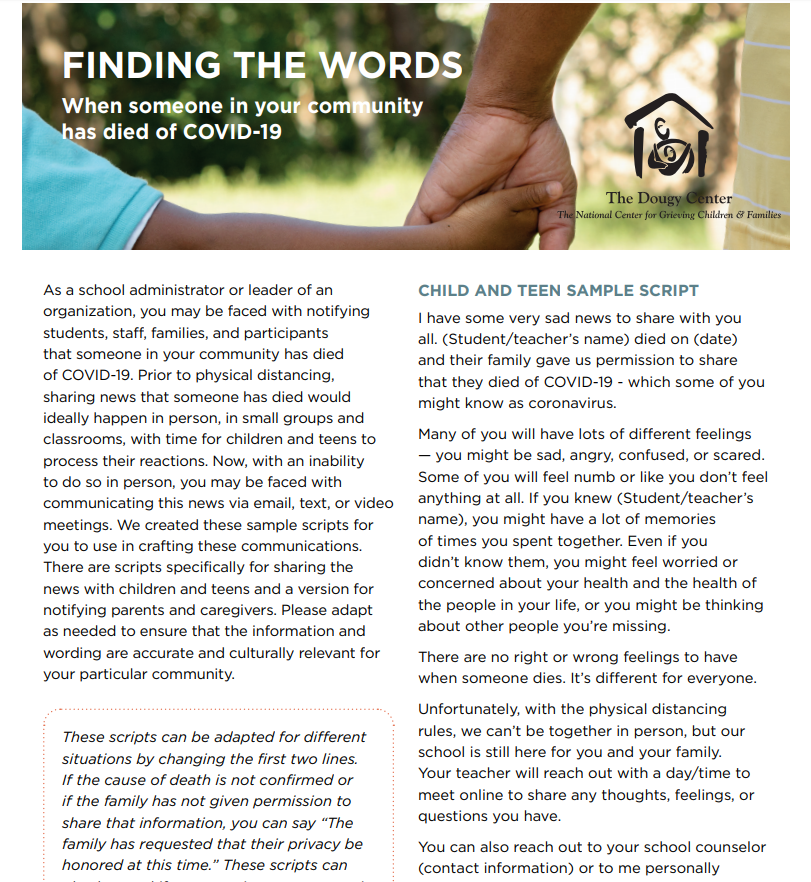 FINDING THE WORDS
When someone in your community
has died of COVID-19
The Dougy Center
The National Center for Grieving Children & Families
As a school administrator or leader of an
organization, you may be faced with notifying
students, staff, families, and participants
that someone in your community has died
of COVID-19. Prior to physical distancing,
sharing news that someone has died would
ideally happen in person, in small groups and
classrooms, with time for children and teens to
process their reactions. Now, with an inability
to do so in person, you may be faced with
communicating this news via email, text, or video
meetings. We created these sample scripts for
you to use in crafting these communications.
There are scripts specifically for sharing the
news with children and teens and a version for
notifying parents and caregivers. Please adapt
as needed to ensure that the information and
wording are accurate and culturally relevant for
your particular community.
These scripts can be adapted for different
situations by changing the first two lines.
If the cause of death is not confirmed or
if the family has not given permission to
share that information, you can say “The
family has requested that their privacy be
honored at this time.” These scripts can
CHILD AND TEEN SAMPLE SCRIPT
I have some very sad news to share with you
all. (Student/teacher’s name) died on (date)
and their family gave us permission to share
that they died of COVID-19 - which some of you
might know as coronavirus.
Many of you will have lots of different feelings
— you might be sad, angry, confused, or scared.
Some of you will feel numb or like you don’t feel
anything at all. If you knew (Student/teacher’s
name), you might have a lot of memories
of times you spent together. Even if you
didn’t know them, you might feel worried or
concerned about your health and the health of
the people in your life, or you might be thinking
about other people you’re missing.
There are no right or wrong feelings to have
when someone dies. It’s different for everyone.
Unfortunately, with the physical distancing
rules, we can’t be together in person, but our
school is still here for you and your family.
Your teacher will reach out with a day/time to
meet online to share any thoughts, feelings, or
questions you have.
You can also reach out to your school counselor
(contact information) or to me personally